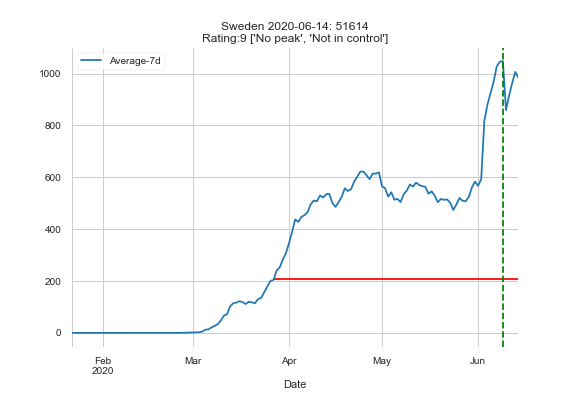 Sweden 2020-06-14: 51614
Rating:9 ['No peak', 'Not in control']
Average-7d
1000
800
600
400
200
0
Feb
2020
Mar
Apr
May
Jun
Date